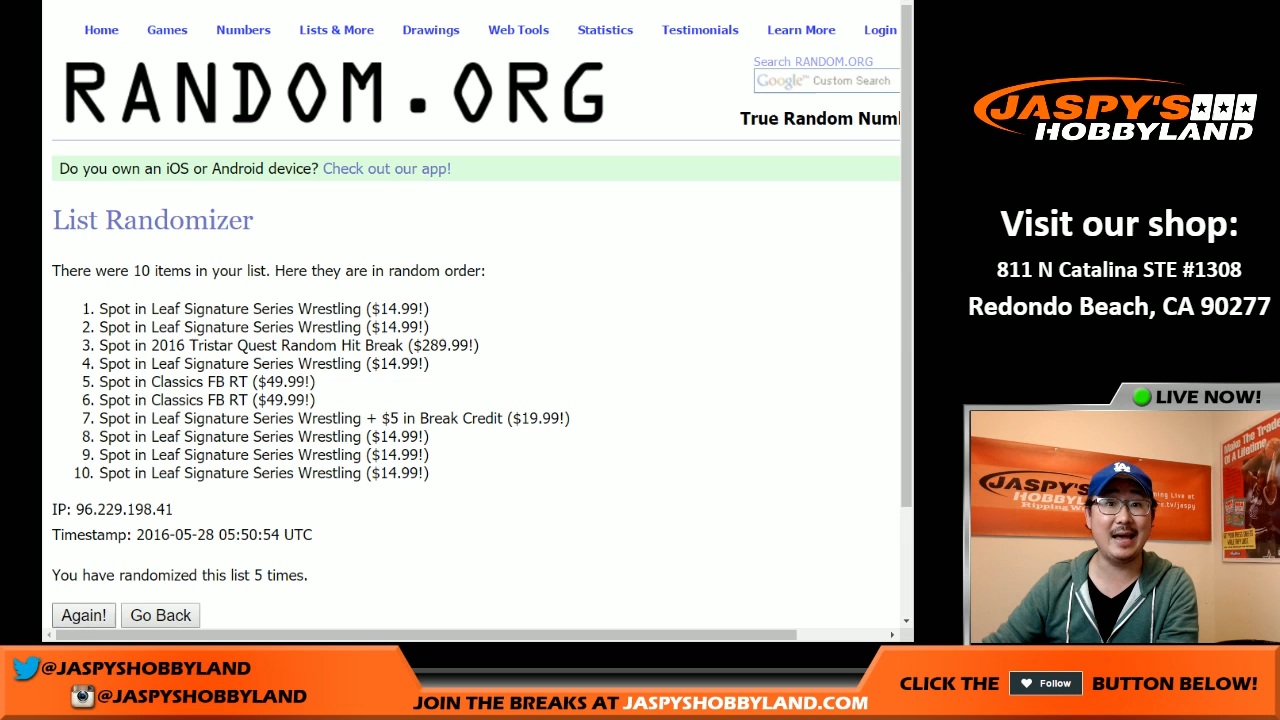 Home Games Numbers Lists & More Drawings Web Tools Statistics Testimonials Learn More Login
RANDOM.ORG
Search RANDOM.ORG
Google™ Custom Search
True Random Num
Do you own an iOS or Android device? Check out our app!
List Randomizer
There were 10 items in your list. Here they are in random order:
1. Spot in Leaf Signature Series Wrestling ($14.99!)
2. Spot in Leaf Signature Series Wrestling ($14.99!)
3. Spot in 2016 Tristar Quest Random Hit Break ($289.99!)
4. Spot in Leaf Signature Series Wrestling ($14.99!)
5. Spot in Classics FB RT ($49.99!)
6. Spot in Classics FB RT ($49.99!)
7. Spot in Leaf Signature Series Wrestling + $5 in Break Credit ($19.99!)
8. Spot in Leaf Signature Series Wrestling ($14.99!)
9. Spot in Leaf Signature Series Wrestling ($14.99!)
10. Spot in Leaf Signature Series Wrestling ($14.99!)
IP: 96.229.198.41
Timestamp: 2016-05-28 05:50:54 UTC
You have randomized this list 5 times.
Again! Go Back
JASPY'S
HOBBYLAND
Visit our shop:
811 N Catalina STE #1308
Redondo Beach, CA 90277
LIVE NOW!
JASPY'S
HOBBYLAND
Make The Trade
Of A Lifetime
@JASPYSHOBBYLAND
@JASPYSHOBBYLAND
JOIN THE BREAKS AT JASPYSHOBBYLAND.COM
CLICK THE Follow BUTTON BELOW!